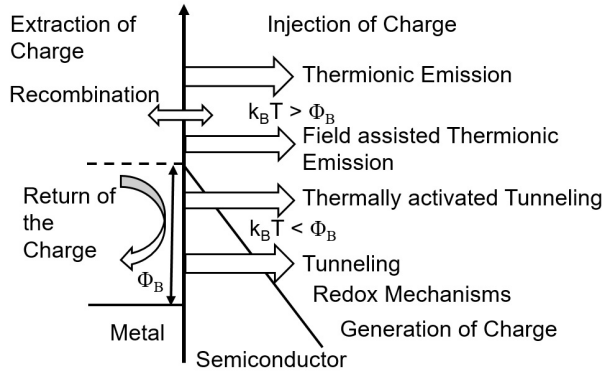 Extraction of
Charge
Injection of Charge
Thermionic Emission
Recombination
k_BT > Φ_B
Field assisted Thermionic
Emission
Return of
the
Charge
Thermally activated Tunneling
k_BT < Φ_B
Φ_B
Tunneling
Redox Mechanisms
Metal
Generation of Charge
Semiconductor